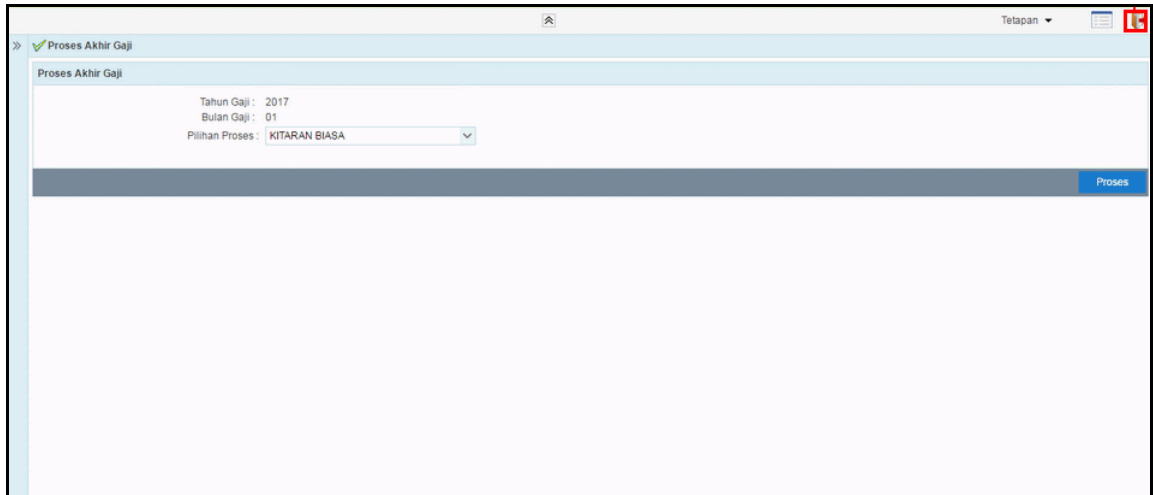 Tetapan
Proses Akhir Gaji
Proses Akhir Gaji
Tahun Gaji : 2017
Bulan Gaji : 01
Pilihan Proses : KITARAN BIASA
Proses